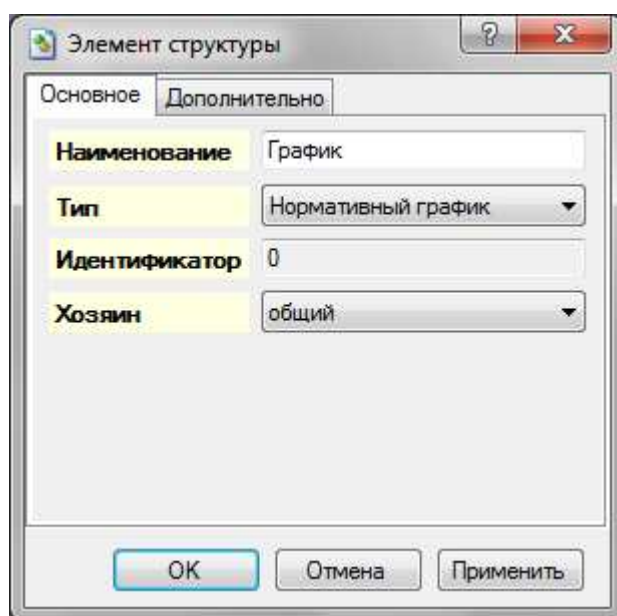 Элемент структуры
Основное Дополнительно
Наименование График
Тип Нормативный график
Идентификатор 0
Хозяин общий
OK Отмена Применить